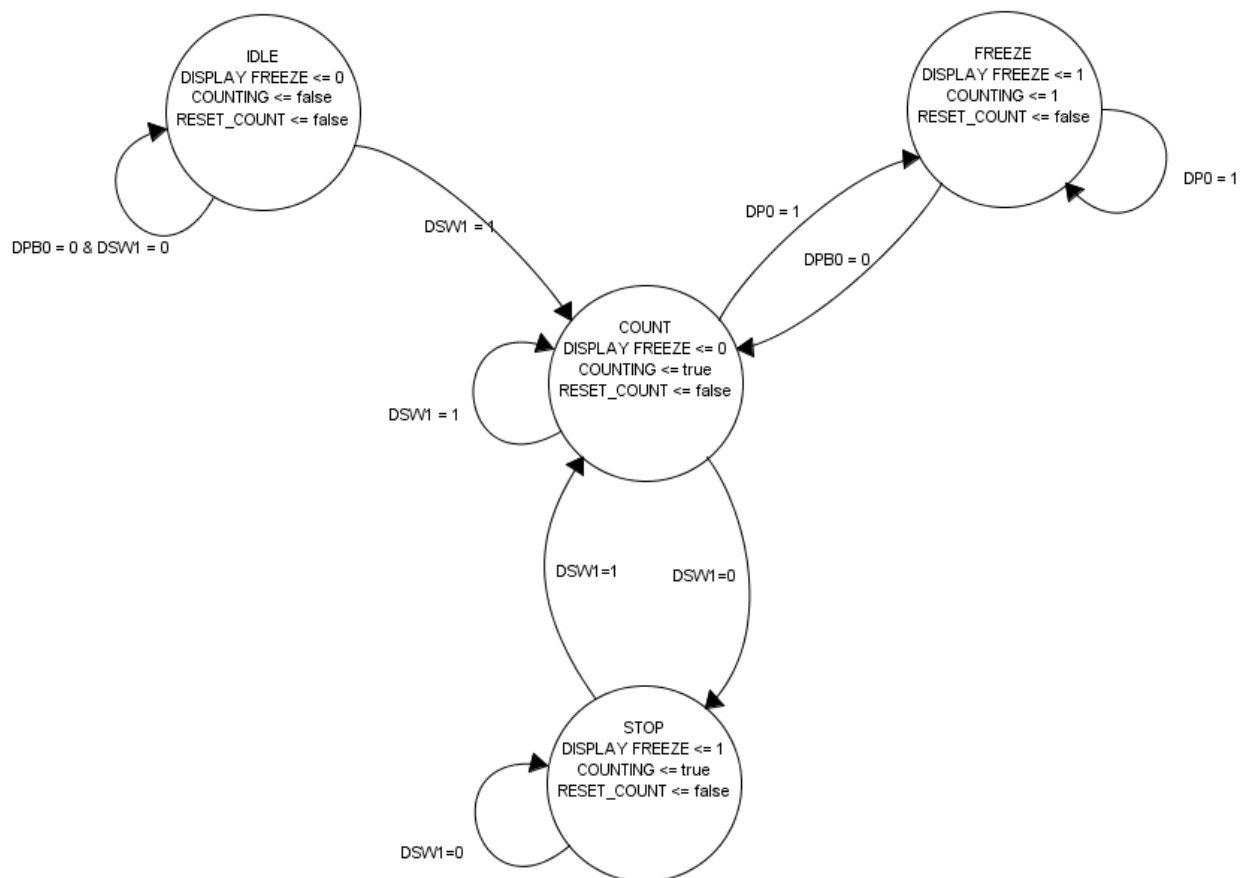 IDLE
DISPLAY FREEZE <= 0
COUNTING <= false
RESET_COUNT <= false
DPB0 = 0 & DSW1 = 0
DSW1 = 1
FREEZE
DISPLAY FREEZE <= 1
COUNTING <= 1
RESET_COUNT <= false
DP0 = 1
DP0 = 1
DPB0 = 0
COUNT
DISPLAY FREEZE <= 0
COUNTING <= true
RESET_COUNT <= false
DSW1 = 1
DSW1=1
DSW1=0
STOP
DISPLAY FREEZE <= 1
COUNTING <= true
RESET_COUNT <= false
DSW1=0